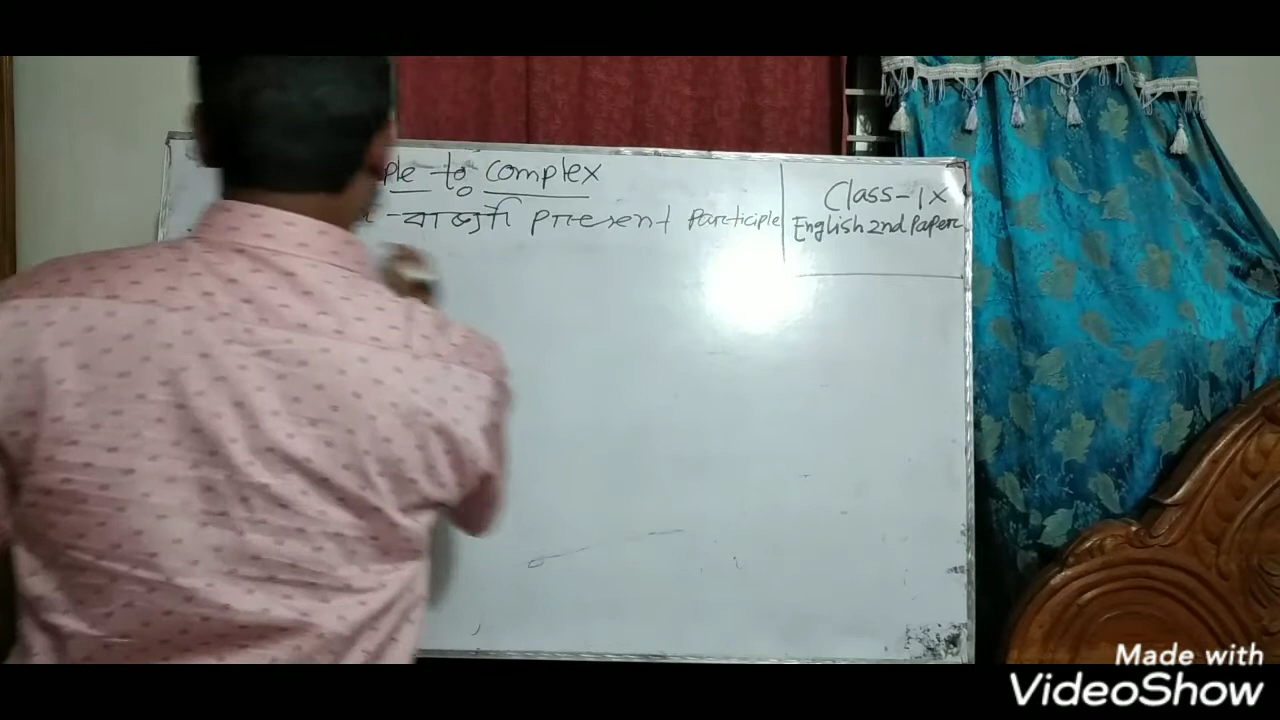 ple to complex
বাক্যটি present Participle
Class-IX
English 2nd Paper
Made with
VideoShow